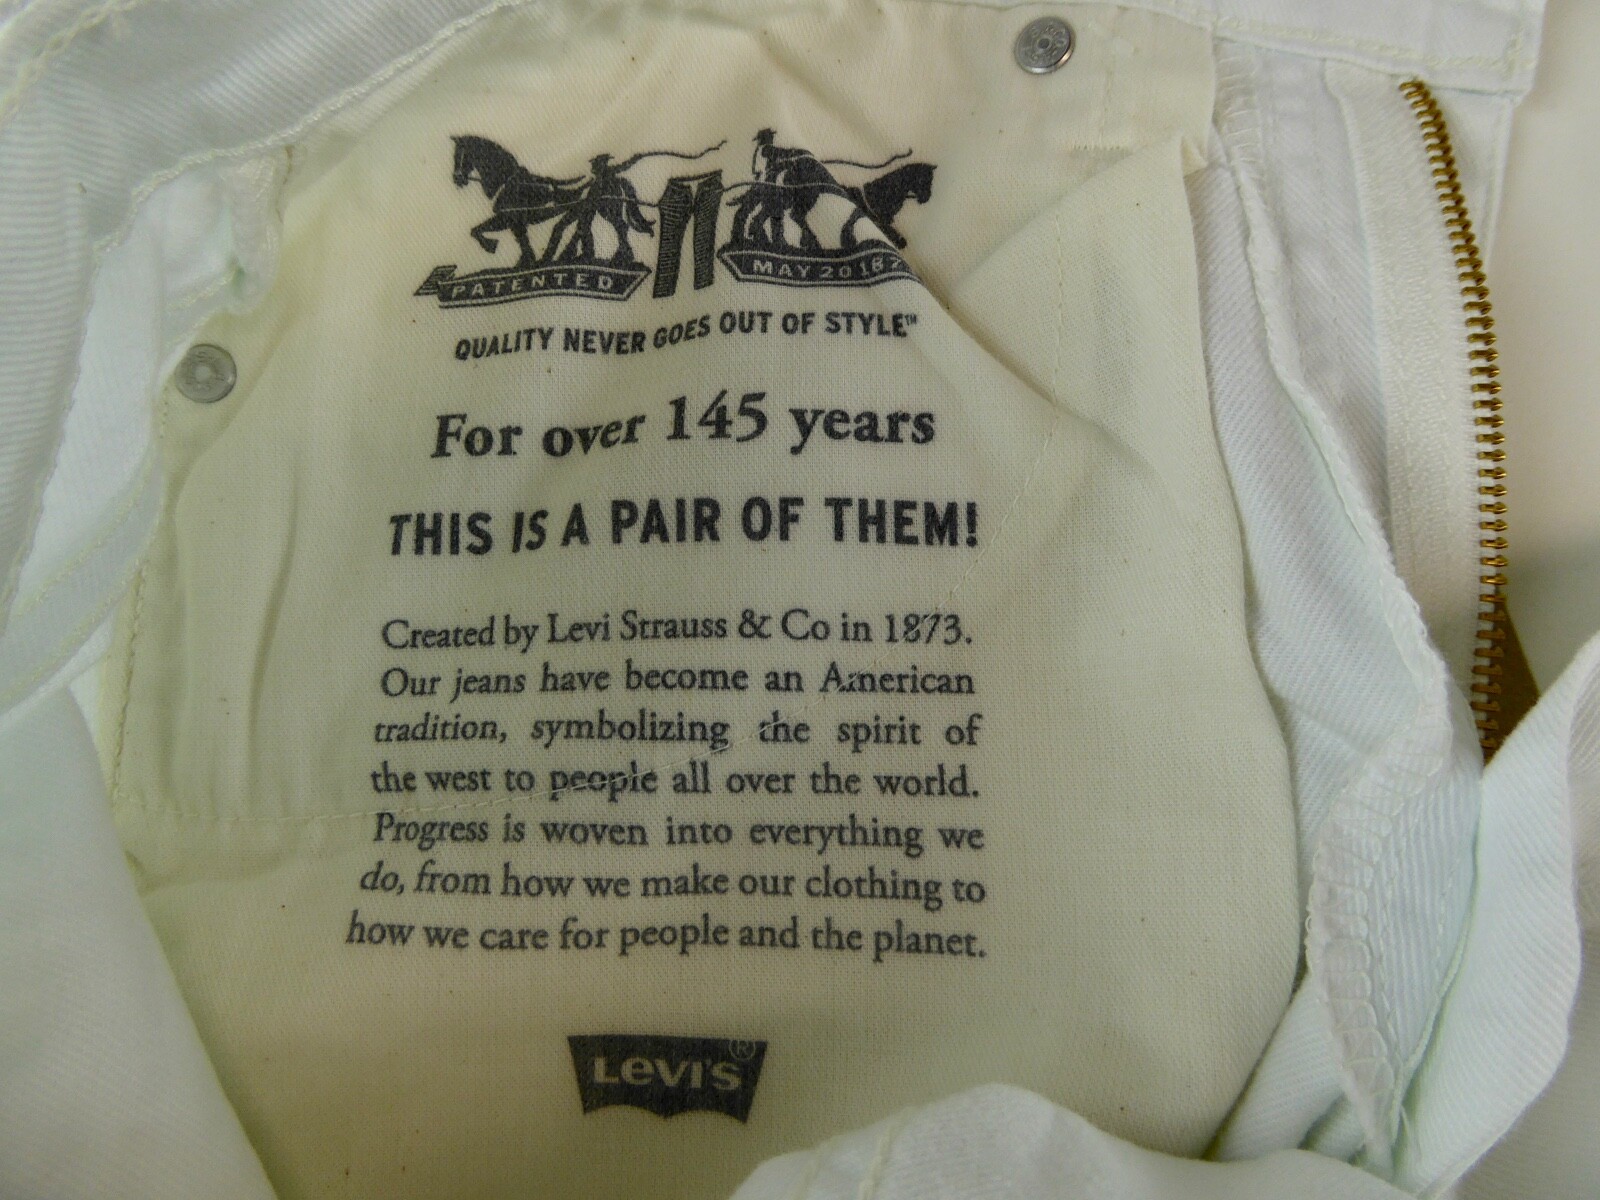 PATENTED MAY 20 187
QUALITY NEVER GOES OUT OF STYLE™
For over 145 years
THIS IS A PAIR OF THEM!
Created by Levi Strauss & Co in 1873.
Our jeans have become an American
tradition, symbolizing the spirit of
the west to people all over the world.
Progress is woven into everything we
do, from how we make our clothing to
how we care for people and the planet.
Levi's®